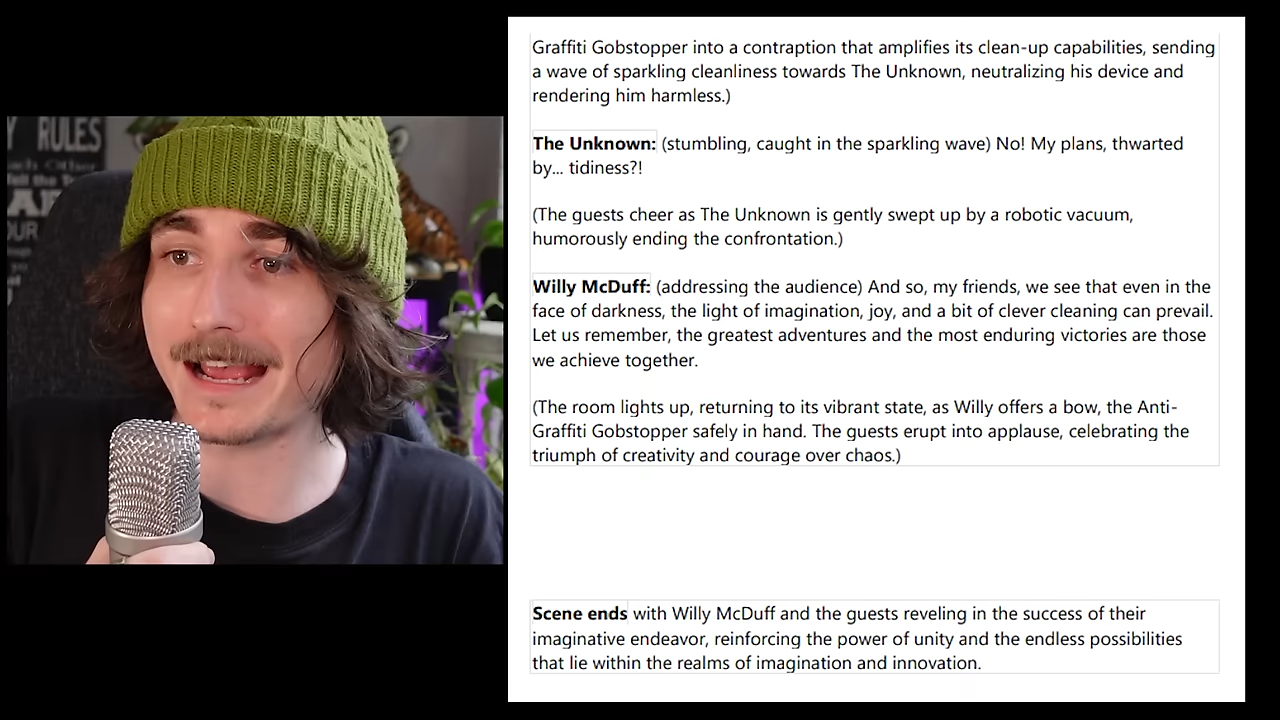 RULES
Graffiti Gobstopper into a contraption that amplifies its clean-up capabilities, sending
a wave of sparkling cleanliness towards The Unknown, neutralizing his device and
rendering him harmless.)
The Unknown: (stumbling, caught in the sparkling wave) No! My plans, thwarted
by... tidiness?!
(The guests cheer as The Unknown is gently swept up by a robotic vacuum,
humorously ending the confrontation.)
Willy McDuff: (addressing the audience) And so, my friends, we see that even in the
face of darkness, the light of imagination, joy, and a bit of clever cleaning can prevail.
Let us remember, the greatest adventures and the most enduring victories are those
we achieve together.
(The room lights up, returning to its vibrant state, as Willy offers a bow, the Anti-
Graffiti Gobstopper safely in hand. The guests erupt into applause, celebrating the
triumph of creativity and courage over chaos.)
Scene ends with Willy McDuff and the guests reveling in the success of their
imaginative endeavor, reinforcing the power of unity and the endless possibilities
that lie within the realms of imagination and innovation.